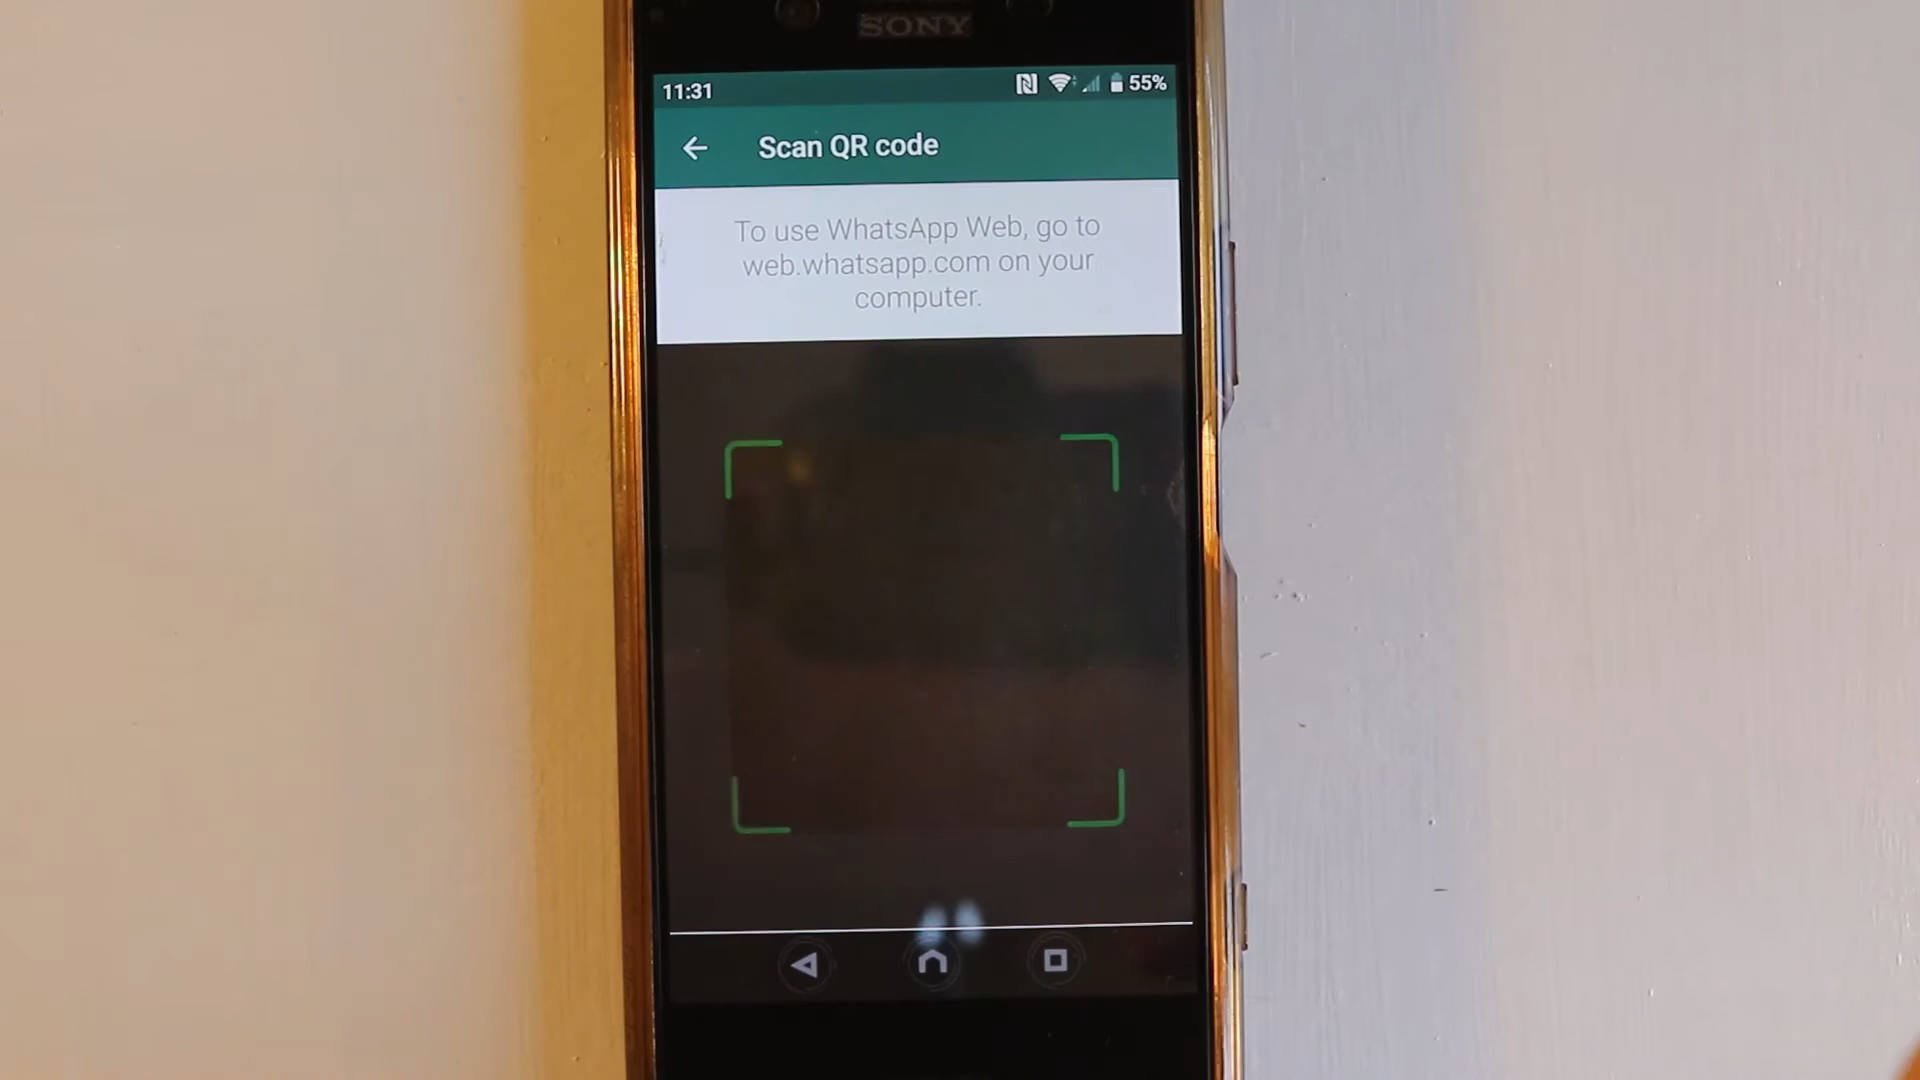 SONY
11:31
55%
Scan QR code
To use WhatsApp Web, go to
web.whatsapp.com on your
computer.